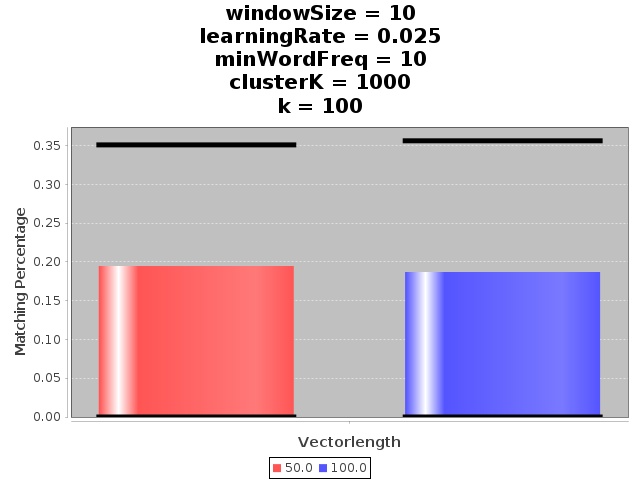 windowSize = 10
learningRate = 0.025
minWordFreq = 10
clusterK = 1000
k = 100
Matching Percentage
0.35
0.30
0.25
0.20
0.15
0.10
0.05
0.00
Vectorlength
50.0 100.0